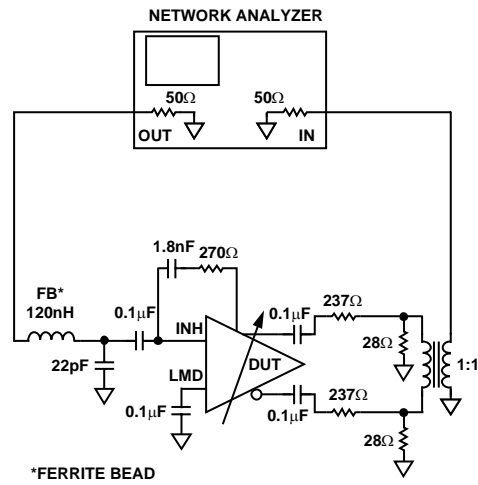 NETWORK ANALYZER
50Ω
50Ω
OUT
IN
1.8nF
270Ω
FB*
120nH
0.1μF
INH
0.1μF
237Ω
28Ω
22pF
LMD
DUT
1:1
0.1μF
0.1μF
237Ω
28Ω
*FERRITE BEAD